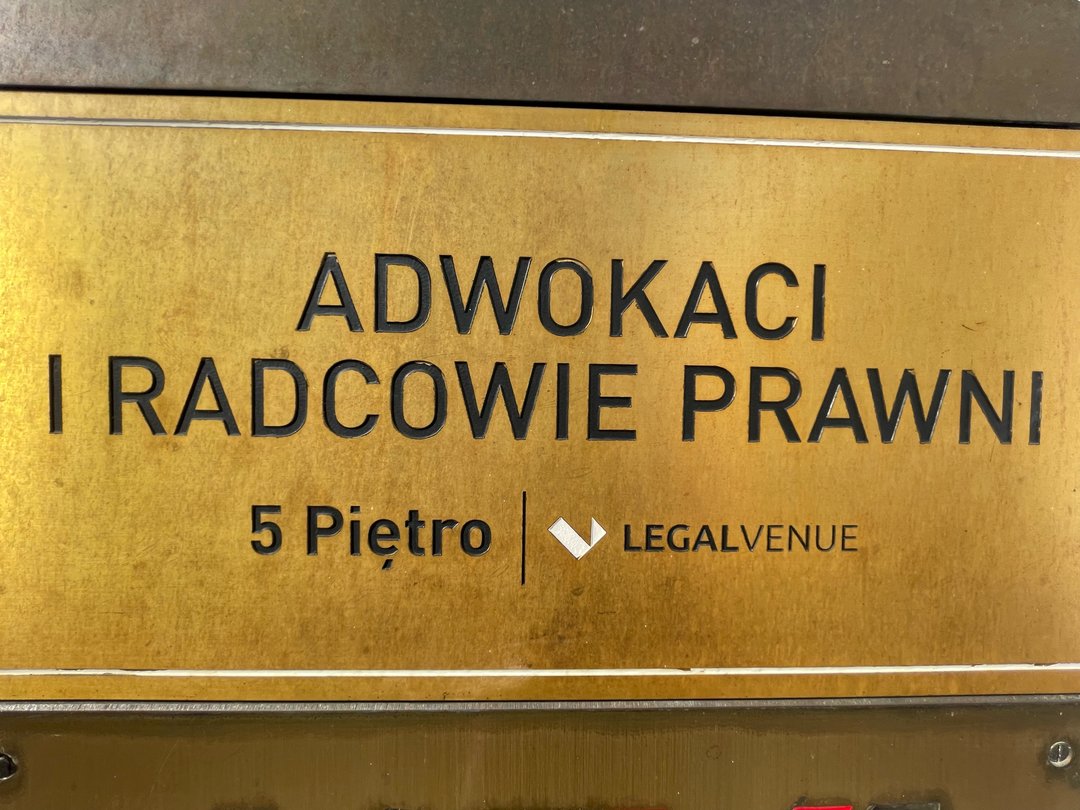 ADWOKACI
I RADCOWIE PRAWNI
5 Piętro | LEGALVENUE